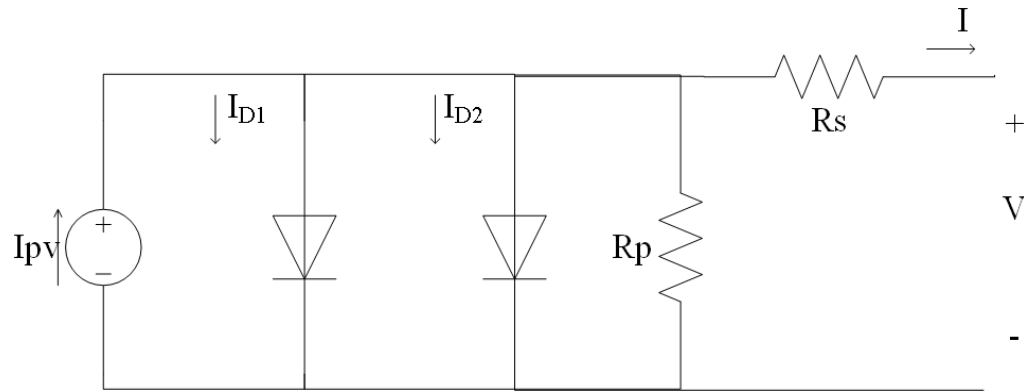 I
I_D1
I_D2
Rs
+
Ipv
+
−
Rp
V
-